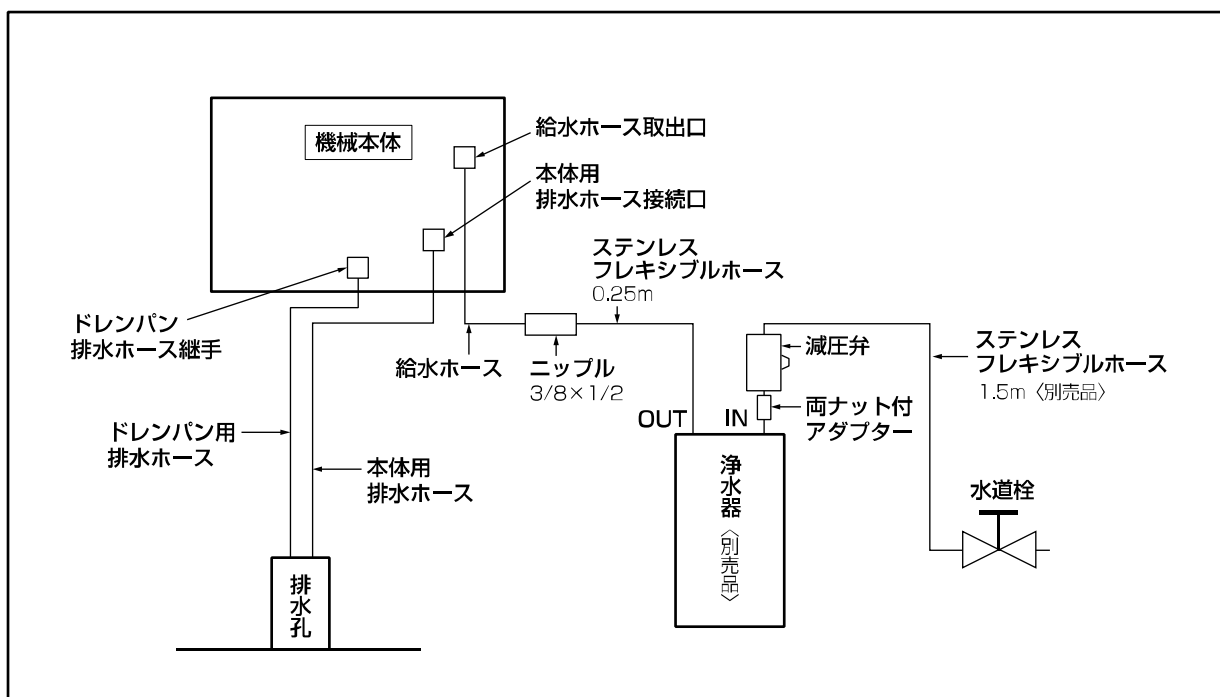 機械本体
給水ホース取出口
本体用
排水ホース接続口
ステンレス
フレキシブルホース
0.25m
ドレンパン
排水ホース継手
給水ホース
ニップル
3/8×1/2
減圧弁
ステンレス
フレキシブルホース
1.5m〈別売品〉
OUT
IN
両ナット付
アダプター
ドレンパン用
排水ホース
本体用
排水ホース
浄水器〈別売品〉
水道栓
排水孔